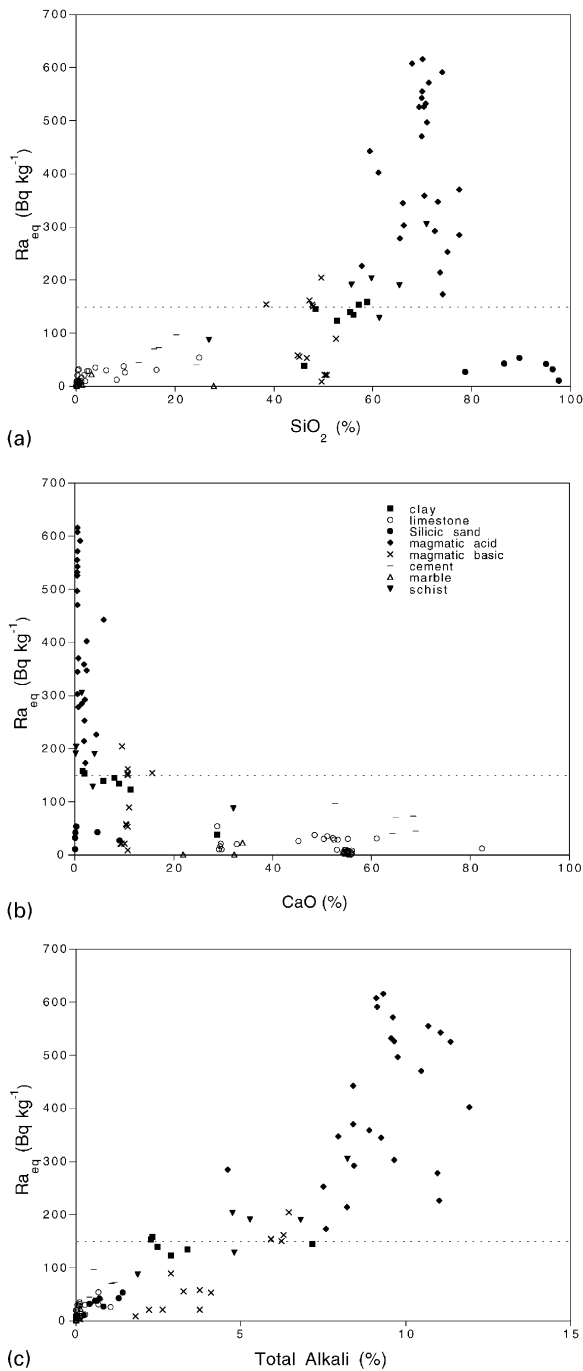 700
600
500
400
300
200
100
0
Ra_eq (Bq kg⁻¹)
0 20 40 60 80 100
SiO₂ (%)
(a)
700
600
500
400
300
200
100
0
Ra_eq (Bq kg⁻¹)
clay
limestone
Silicic sand
magmatic acid
magmatic basic
cement
marble
schist
0 20 40 60 80 100
CaO (%)
(b)
700
600
500
400
300
200
100
0
Ra_eq (Bq kg⁻¹)
0 5 10 15
Total Alkali (%)
(c)